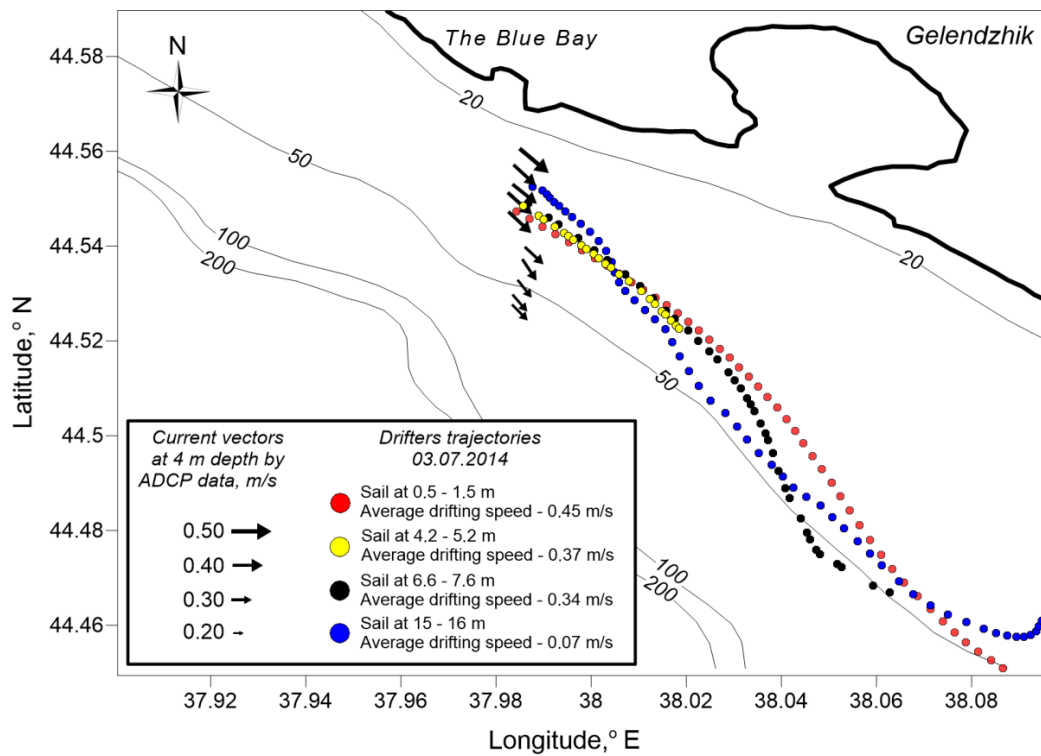 The Blue Bay
Gelendzhik
N
44.58
44.56
44.54
44.52
44.5
44.48
44.46
Latitude,° N
20
50
100
200
20
50
100
200
Current vectors
at 4 m depth by
ADCP data, m/s
0.50
0.40
0.30
0.20
Drifters trajectories
03.07.2014
Sail at 0.5 - 1.5 m
Average drifting speed - 0.45 m/s
Sail at 4.2 - 5.2 m
Average drifting speed - 0.37 m/s
Sail at 6.6 - 7.6 m
Average drifting speed - 0.34 m/s
Sail at 15 - 16 m
Average drifting speed - 0.07 m/s
37.92
37.94
37.96
37.98
38
38.02
38.04
38.06
38.08
Longitude,° E